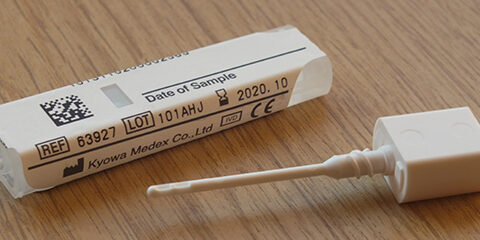 Date of Sample
REF 63927 LOT 101AHJ 2020.10
Kyowa Medex Co., Ltd IVD CE